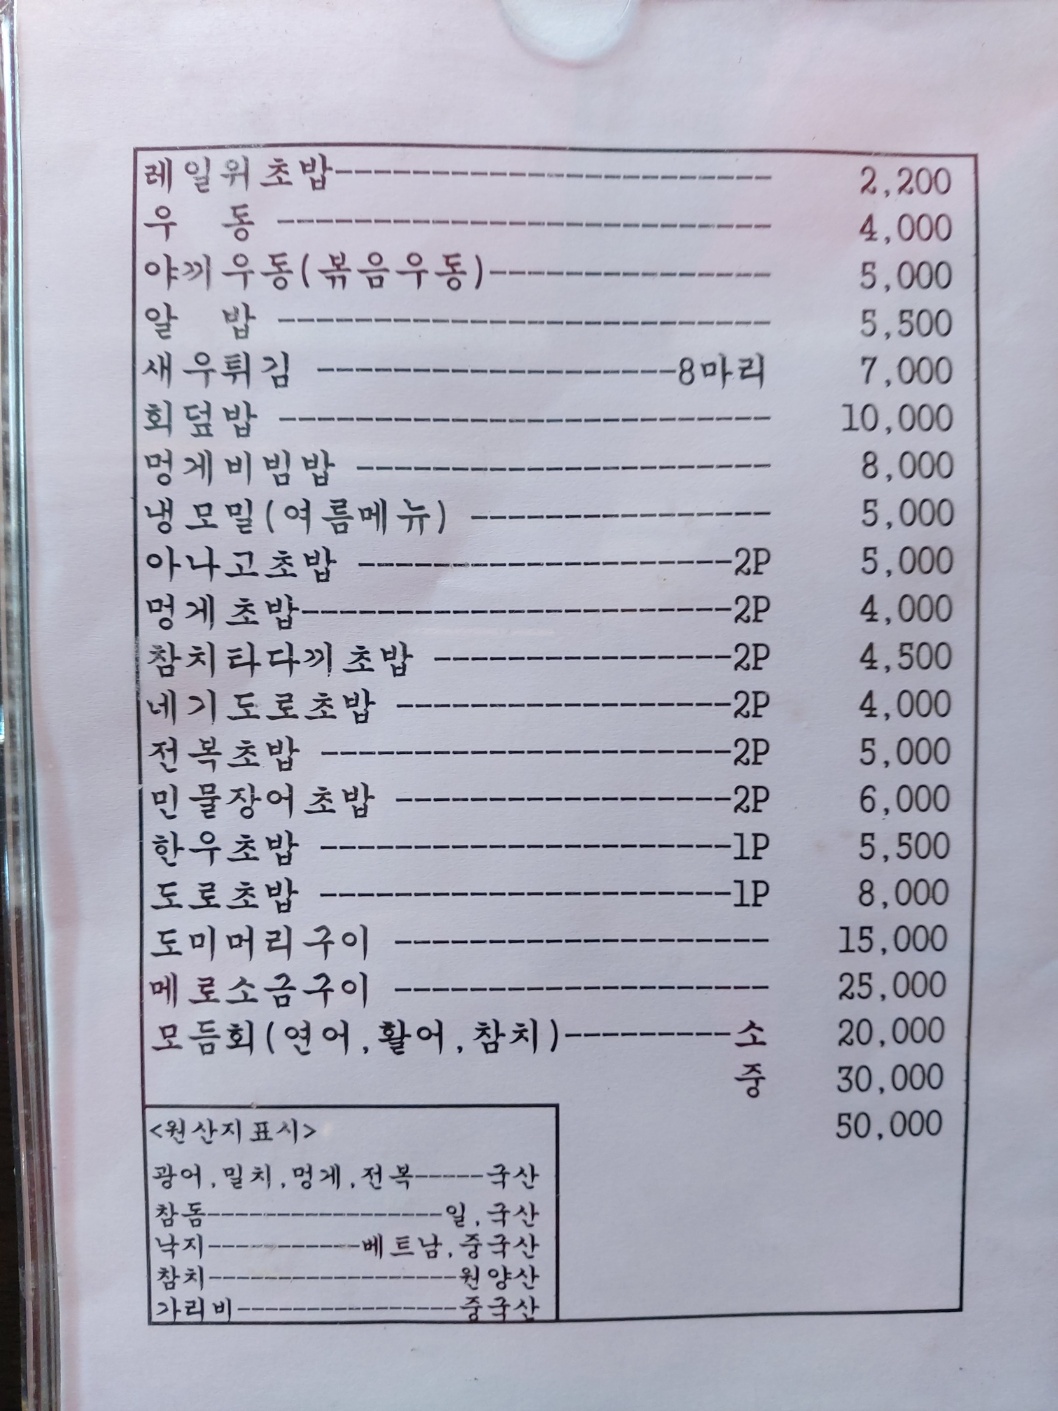 레일위초밥----------------------- 2,200
우 동 -------------------------- 4,000
야끼우동(볶음우동)--------------- 5,000
알 밥 -------------------------- 5,500
새우튀김 -------------------8마리 7,000
회덮밥 -------------------------- 10,000
멍게비빔밥 ---------------------- 8,000
냉모밀(여름메뉴) ---------------- 5,000
아나고초밥 --------------------2P 5,000
멍게초밥-----------------------2P 4,000
참치타다끼초밥 ----------------2P 4,500
네기도로초밥 ------------------2P 4,000
전복초밥 ----------------------2P 5,000
민물장어초밥 ------------------2P 6,000
한우초밥 ----------------------1P 5,500
도로초밥 ----------------------1P 8,000
도미머리구이 -------------------- 15,000
메로소금구이 -------------------- 25,000
모듬회(연어,활어,참치)---------소 20,000
중 30,000
50,000
<원산지표시>
광어,밀치,멍게,전복-----국산
참돔-----------------일,국산
낙지-----------베트남,중국산
참치------------------원양산
가리비----------------중국산